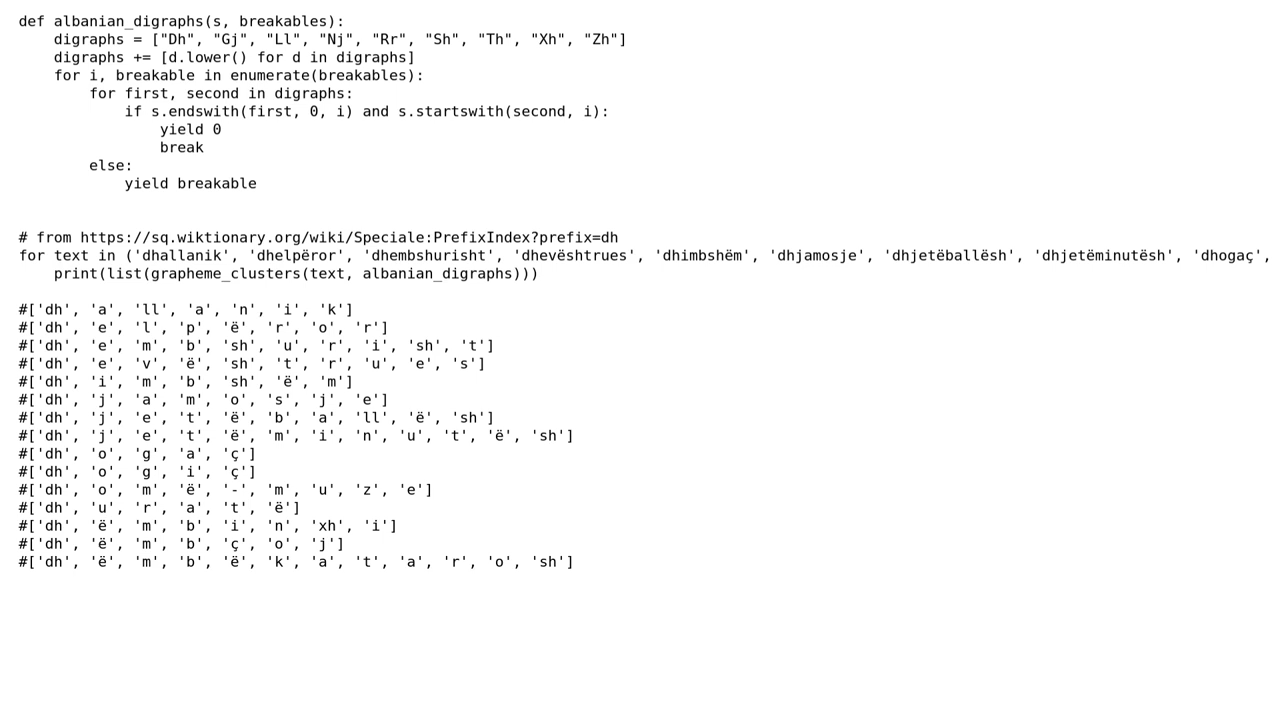 def albanian_digraphs(s, breakables):
    digraphs = ["Dh", "Gj", "Ll", "Nj", "Rr", "Sh", "Th", "Xh", "Zh"]
    digraphs += [d.lower() for d in digraphs]
    for i, breakable in enumerate(breakables):
        for first, second in digraphs:
            if s.endswith(first, 0, i) and s.startswith(second, i):
                yield 0
                break
        else:
            yield breakable
# from https://sq.wiktionary.org/wiki/Speciale:PrefixIndex?prefix=dh
for text in ('dhallanik', 'dhelpëror', 'dhembshurisht', 'dhevështrues', 'dhimbshëm', 'dhjamosje', 'dhjetëballësh', 'dhjetëminutësh', 'dhogaç',
    print(list(grapheme_clusters(text, albanian_digraphs)))
#['dh', 'a', 'll', 'a', 'n', 'i', 'k']
#['dh', 'e', 'l', 'p', 'ë', 'r', 'o', 'r']
#['dh', 'e', 'm', 'b', 'sh', 'u', 'r', 'i', 'sh', 't']
#['dh', 'e', 'v', 'ë', 'sh', 't', 'r', 'u', 'e', 's']
#['dh', 'i', 'm', 'b', 'sh', 'ë', 'm']
#['dh', 'j', 'a', 'm', 'o', 's', 'j', 'e']
#['dh', 'j', 'e', 't', 'ë', 'b', 'a', 'll', 'ë', 'sh']
#['dh', 'j', 'e', 't', 'ë', 'm', 'i', 'n', 'u', 't', 'ë', 'sh']
#['dh', 'o', 'g', 'a', 'ç']
#['dh', 'o', 'g', 'i', 'ç']
#['dh', 'o', 'm', 'ë', '-', 'm', 'u', 'z', 'e']
#['dh', 'u', 'r', 'a', 't', 'ë']
#['dh', 'ë', 'm', 'b', 'i', 'n', 'xh', 'i']
#['dh', 'ë', 'm', 'b', 'ç', 'o', 'j']
#['dh', 'ë', 'm', 'b', 'ë', 'k', 'a', 't', 'a', 'r', 'o', 'sh']